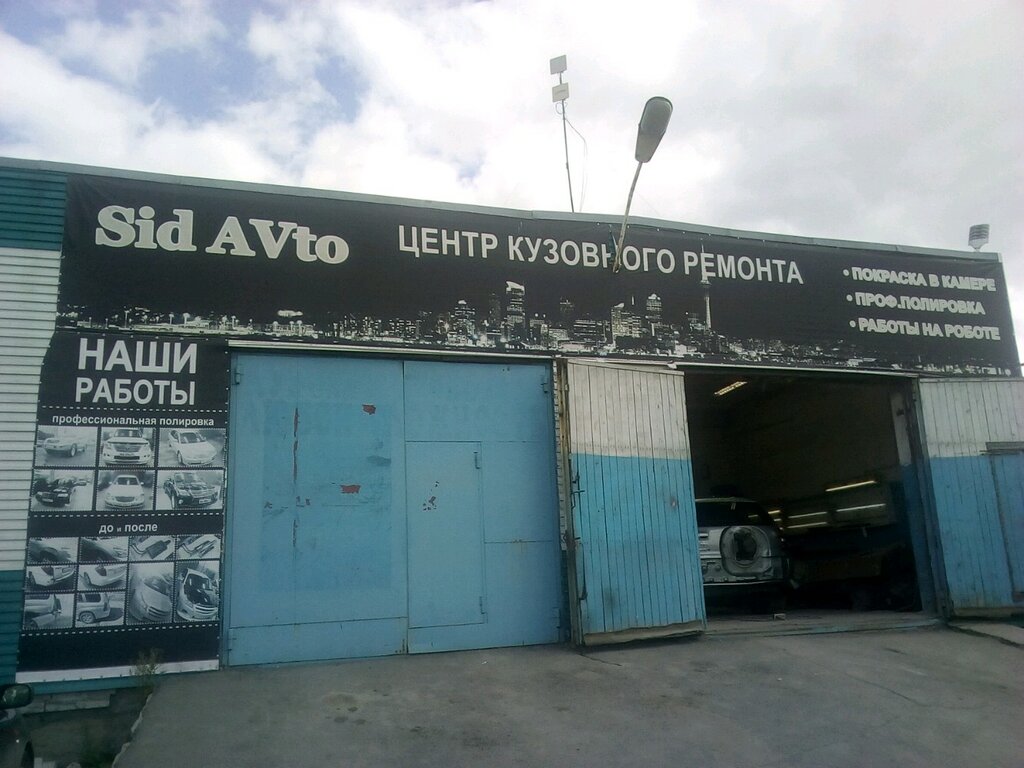 Sid AVto
ЦЕНТР КУЗОВНОГО РЕМОНТА
• ПОКРАСКА В КАМЕРЕ
• ПРОФ.ПОЛИРОВКА
• РАБОТЫ НА РОБОТЕ
НАШИ
РАБОТЫ
профессиональная полировка
до и после